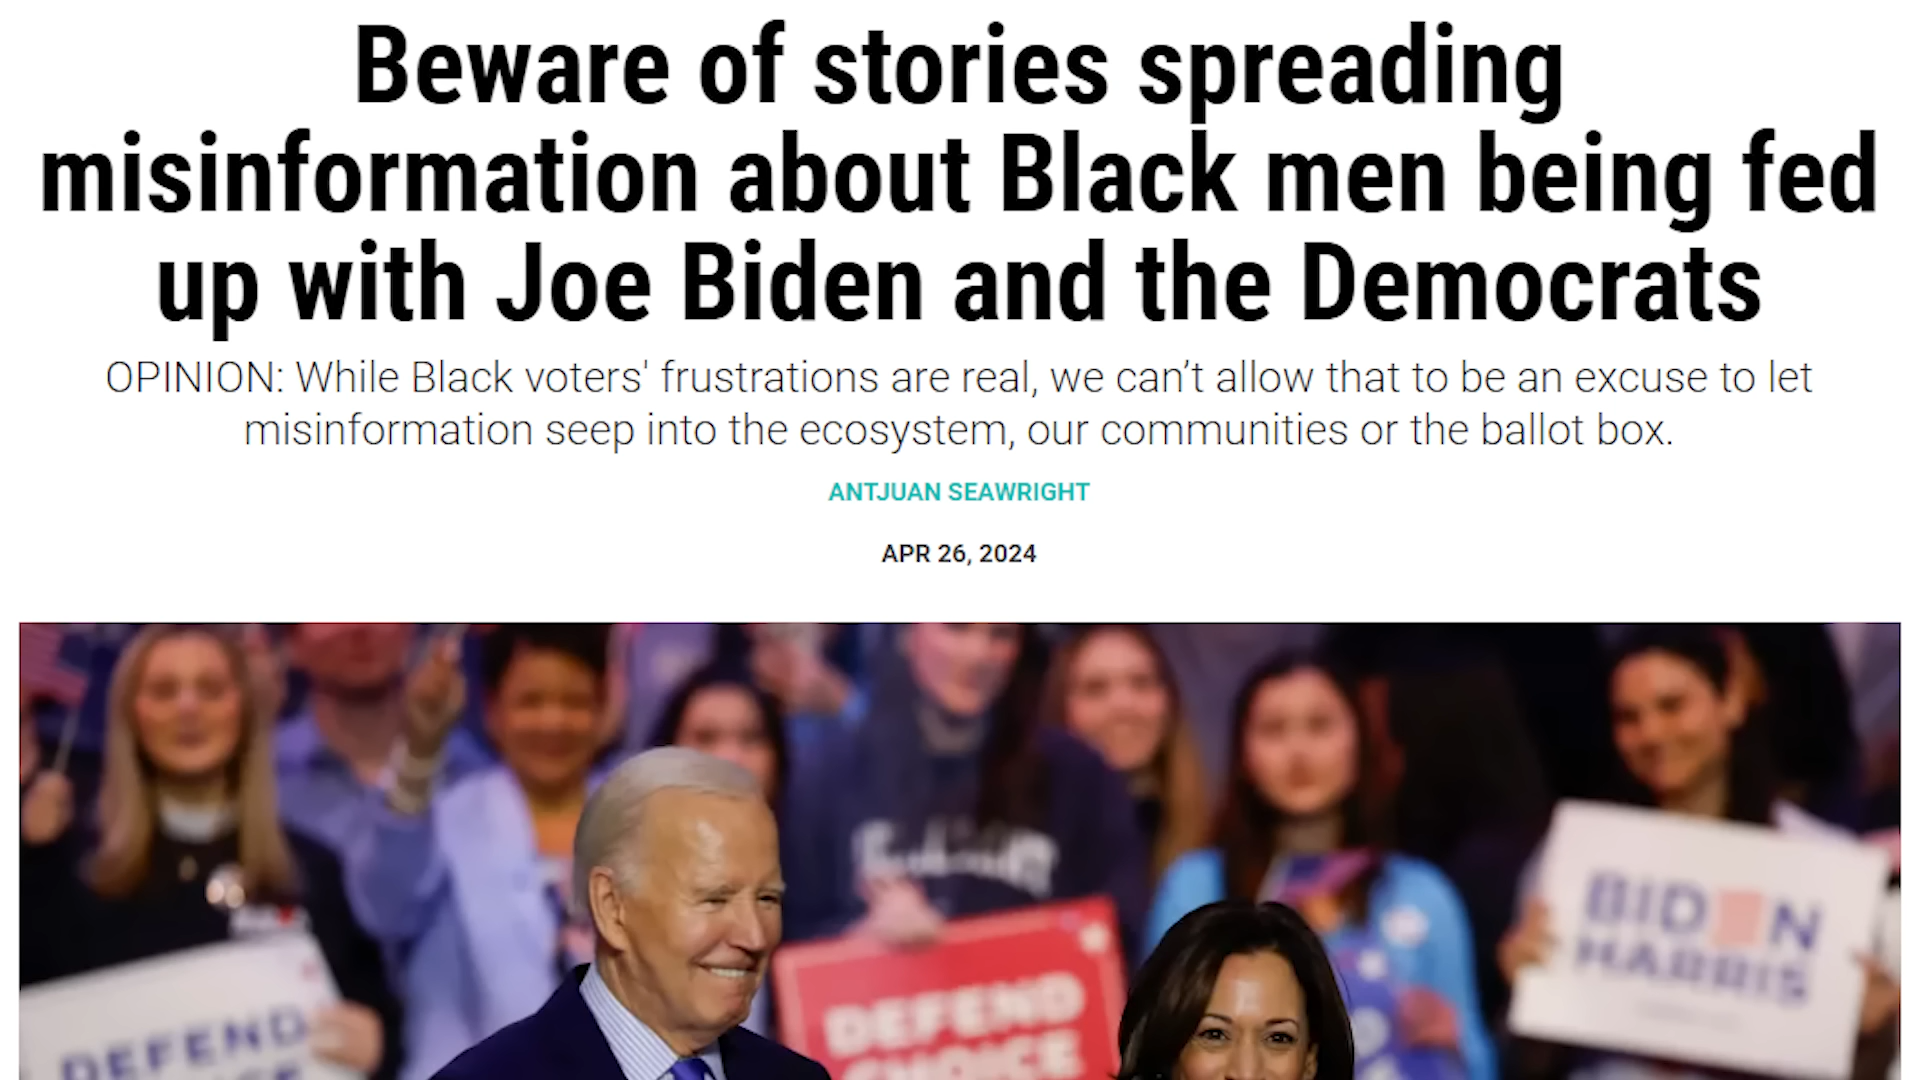 Beware of stories spreading
misinformation about Black men being fed
up with Joe Biden and the Democrats
OPINION: While Black voters' frustrations are real, we can’t allow that to be an excuse to let
misinformation seep into the ecosystem, our communities or the ballot box.
ANTJUAN SEAWRIGHT
APR 26, 2024
BIDEN
HARRIS
DEFEND
CHOICE
DEFEND